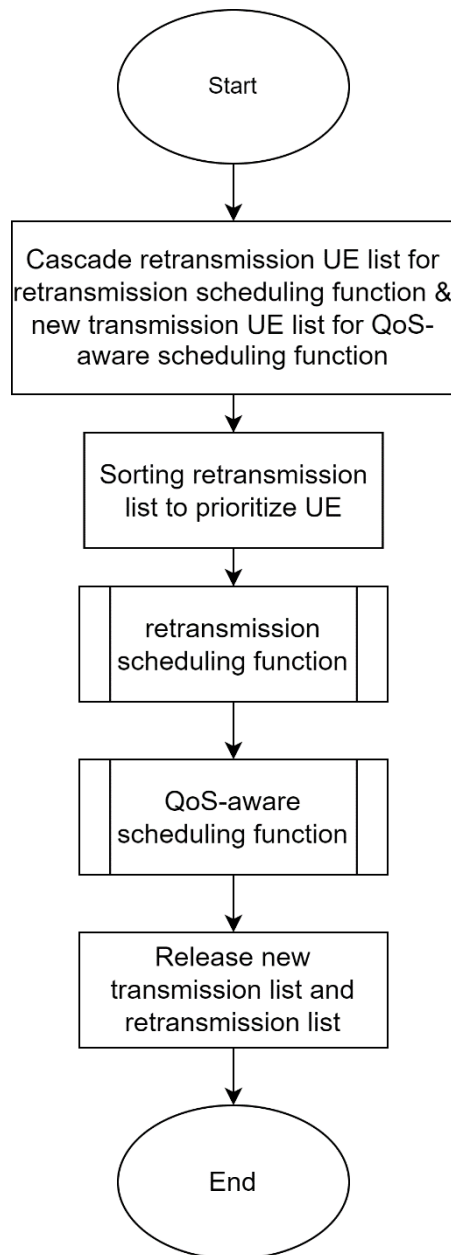 Start
Cascade retransmission UE list for
retransmission scheduling function &
new transmission UE list for QoS-
aware scheduling function
Sorting retransmission
list to prioritize UE
retransmission
scheduling function
QoS-aware
scheduling function
Release new
transmission list and
retransmission list
End